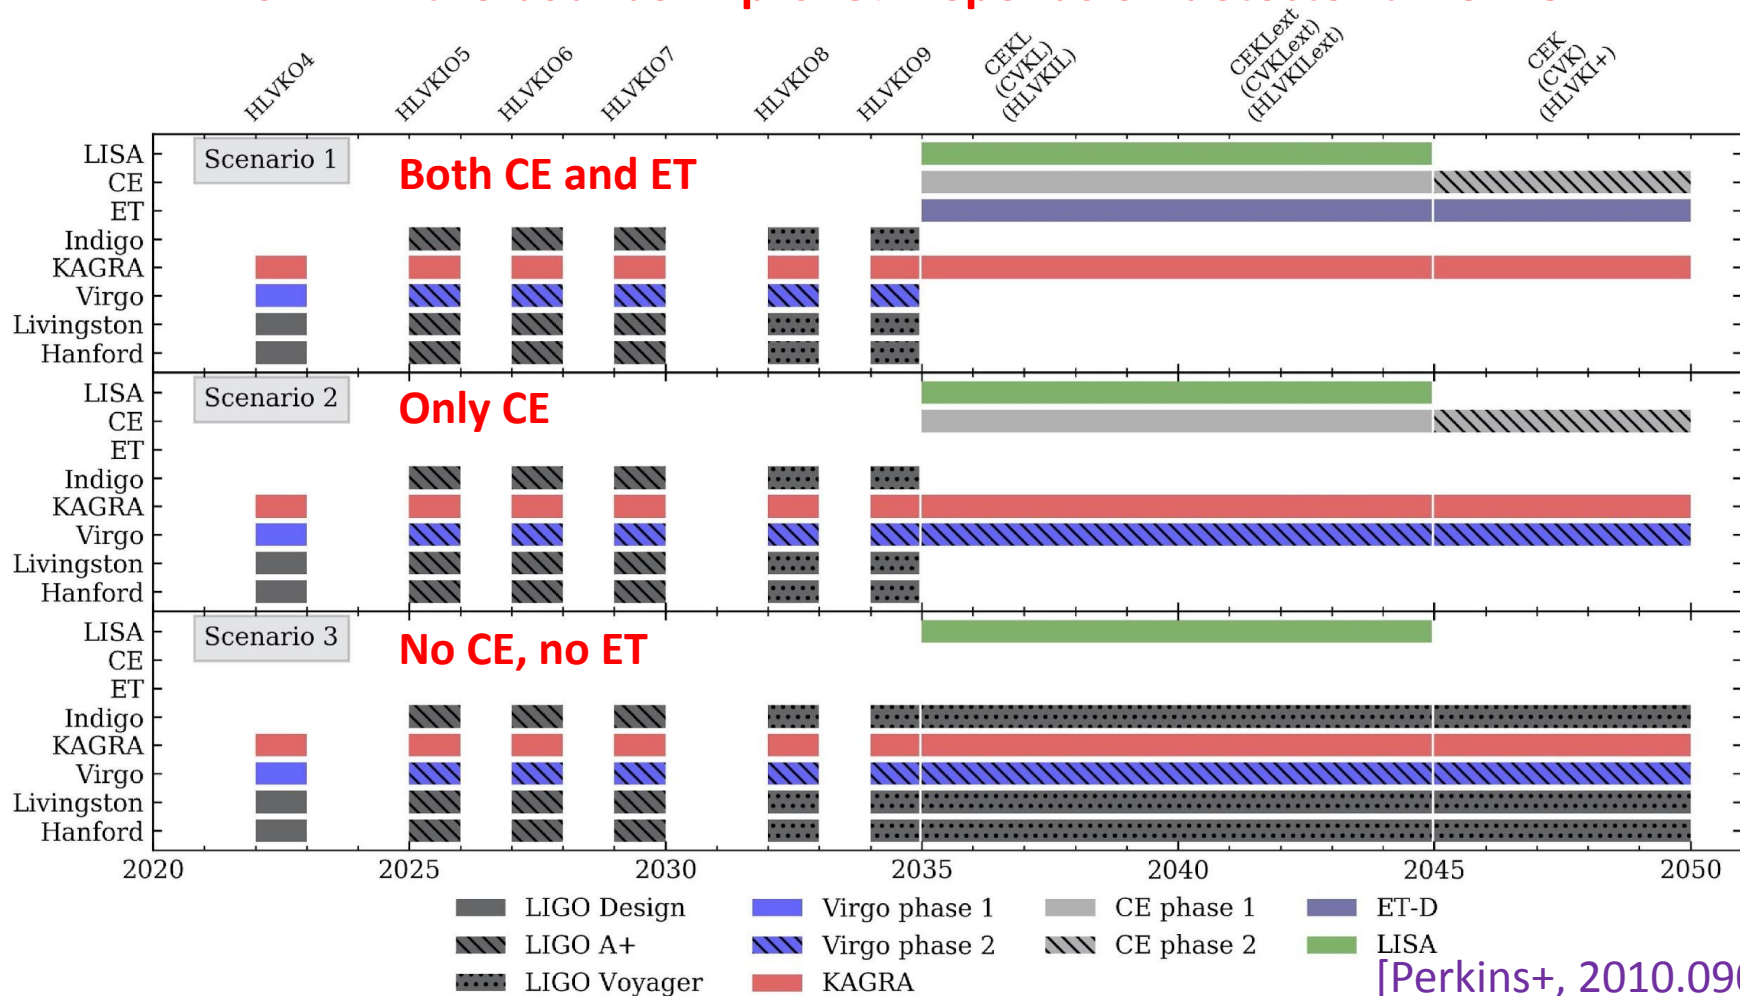 HLVKO4
HLVKIO5
HLVKIO6
HLVKIO7
HLVKIO8
HLVKIO9
CEKL
(CVKL)
(HLVKIL)
CEKLext
(CVKLext)
(HLVKILext)
CEK
(CVK)
(HLVKI+)
LISA
CE
ET
Indigo
KAGRA
Virgo
Livingston
Hanford
Scenario 1
Both CE and ET
LISA
CE
ET
Indigo
KAGRA
Virgo
Livingston
Hanford
Scenario 2
Only CE
LISA
CE
ET
Indigo
KAGRA
Virgo
Livingston
Hanford
Scenario 3
No CE, no ET
2020 2025 2030 2035 2040 2045 2050
LIGO Design Virgo phase 1 CE phase 1 ET-D
LIGO A+ Virgo phase 2 CE phase 2 LISA
LIGO Voyager KAGRA
[Perkins+, 2010.090